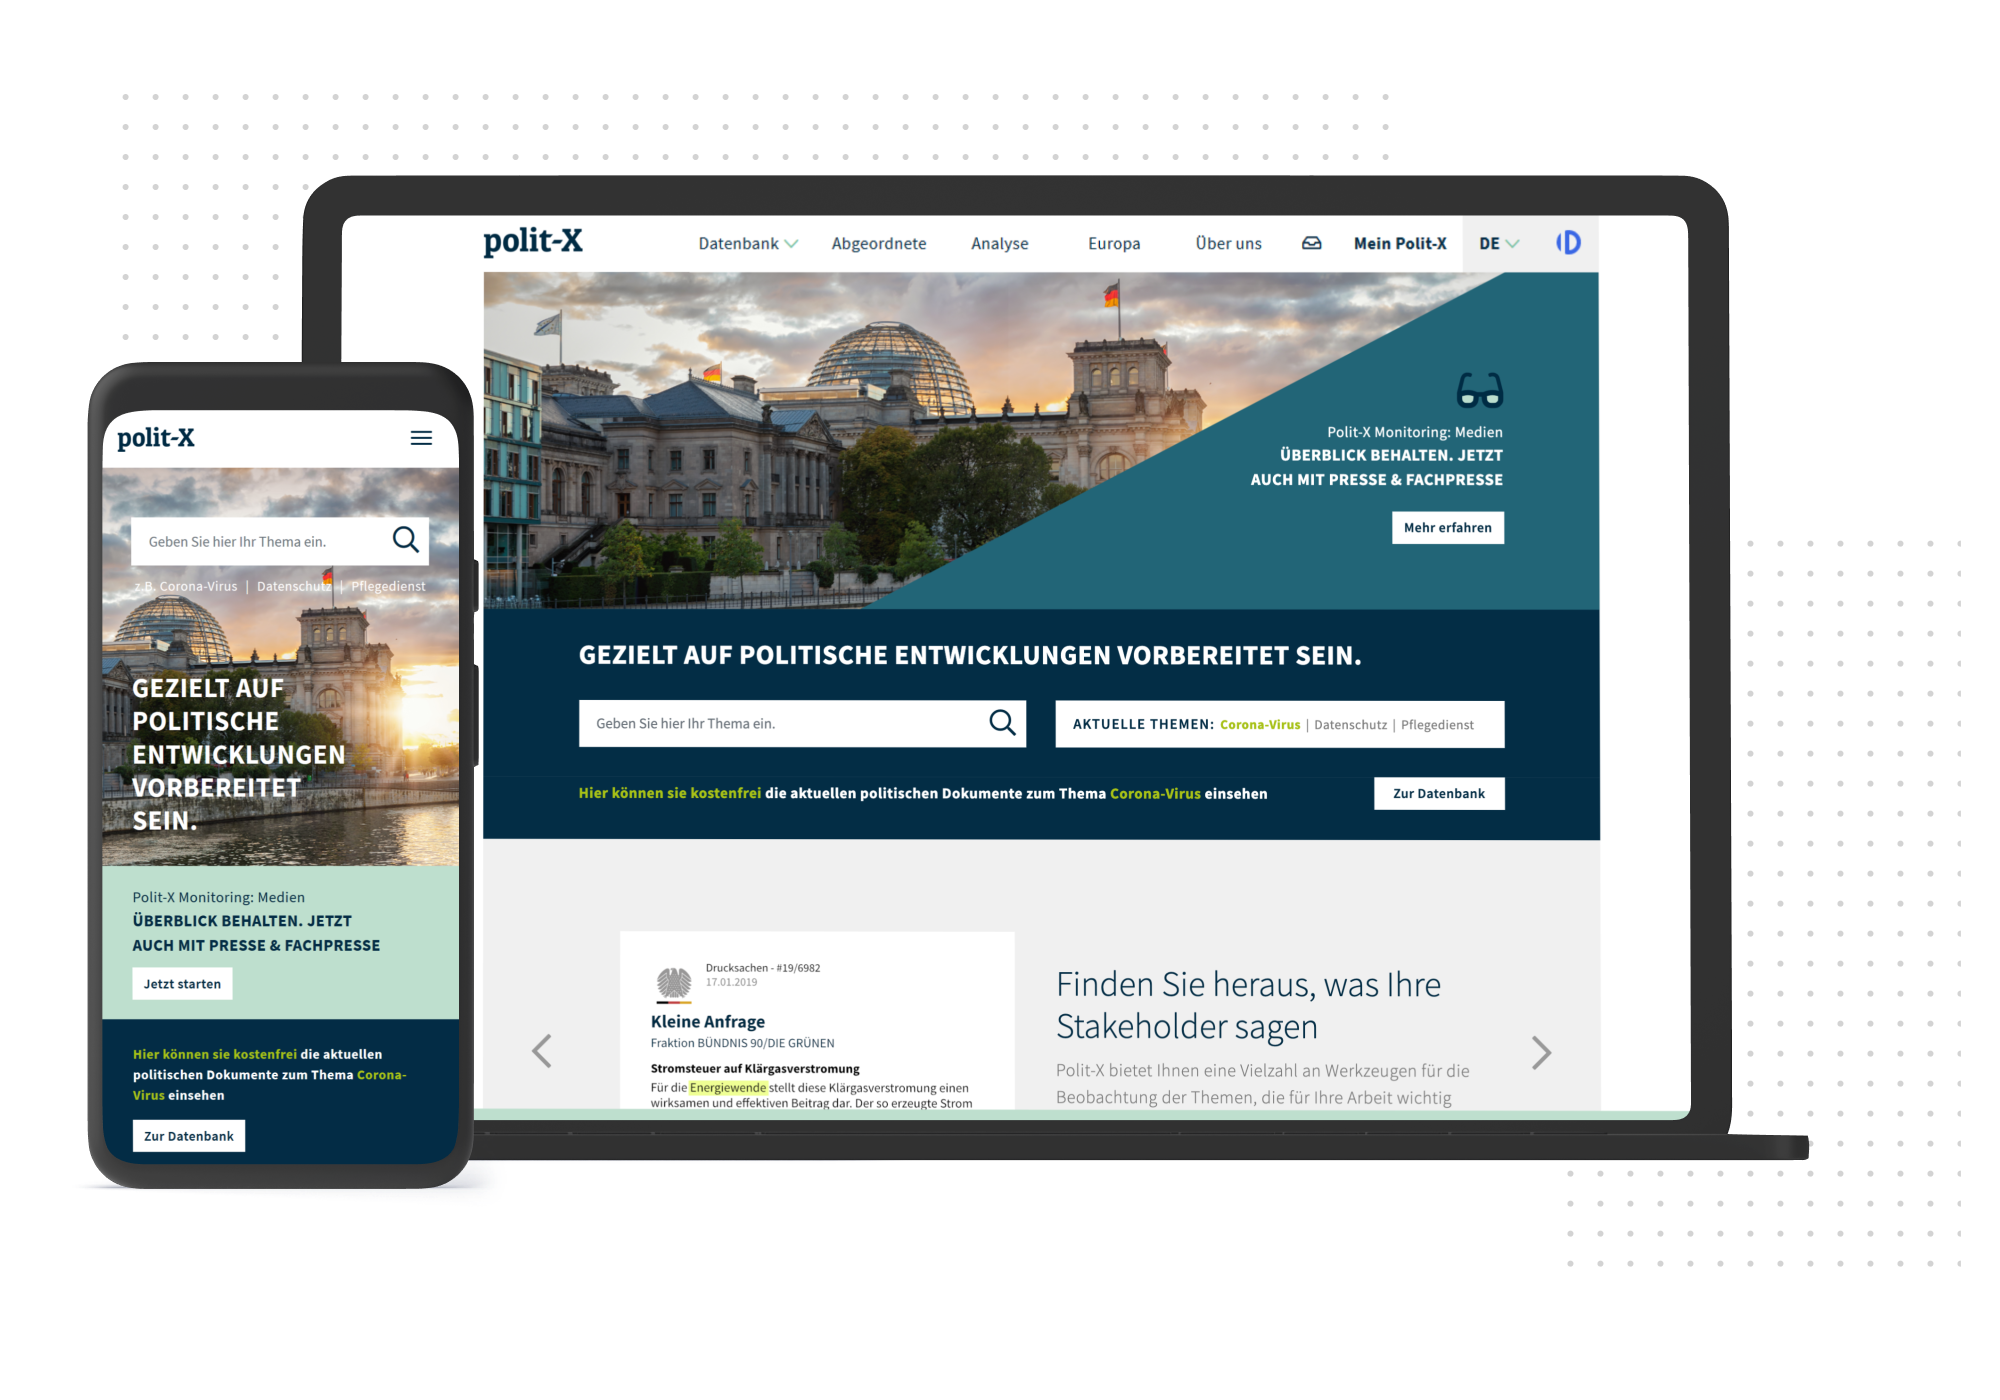 polit-X
Datenbank
Abgeordnete
Analyse
Europa
Über uns
Mein Polit-X
DE
Polit-X Monitoring: Medien
ÜBERBLICK BEHALTEN. JETZT
AUCH MIT PRESSE & FACHPRESSE
Mehr erfahren
GEZIELT AUF POLITISCHE ENTWICKLUNGEN VORBEREITET SEIN.
Geben Sie hier Ihr Thema ein.
AKTUELLE THEMEN: Corona-Virus | Datenschutz | Pflegedienst
Hier können sie kostenfrei die aktuellen politischen Dokumente zum Thema Corona-Virus einsehen
Zur Datenbank
Drucksachen - #19/6982
17.01.2019
Kleine Anfrage
Fraktion BÜNDNIS 90/DIE GRÜNEN
Stromsteuer auf Klärgasverstromung
Für die Energiewende stellt diese Klärgasverstromung einen
wirksamen und effektiven Beitrag dar. Der so erzeugte Strom
Finden Sie heraus, was Ihre
Stakeholder sagen
Polit-X bietet Ihnen eine Vielzahl an Werkzeugen für die
Beobachtung der Themen, die für Ihre Arbeit wichtig
polit-X
Geben Sie hier Ihr Thema ein.
z.B. Corona-Virus | Datenschutz | Pflegedienst
GEZIELT AUF
POLITISCHE
ENTWICKLUNGEN
VORBEREITET
SEIN.
Polit-X Monitoring: Medien
ÜBERBLICK BEHALTEN. JETZT
AUCH MIT PRESSE & FACHPRESSE
Jetzt starten
Hier können sie kostenfrei die aktuellen
politischen Dokumente zum Thema Corona-
Virus einsehen
Zur Datenbank